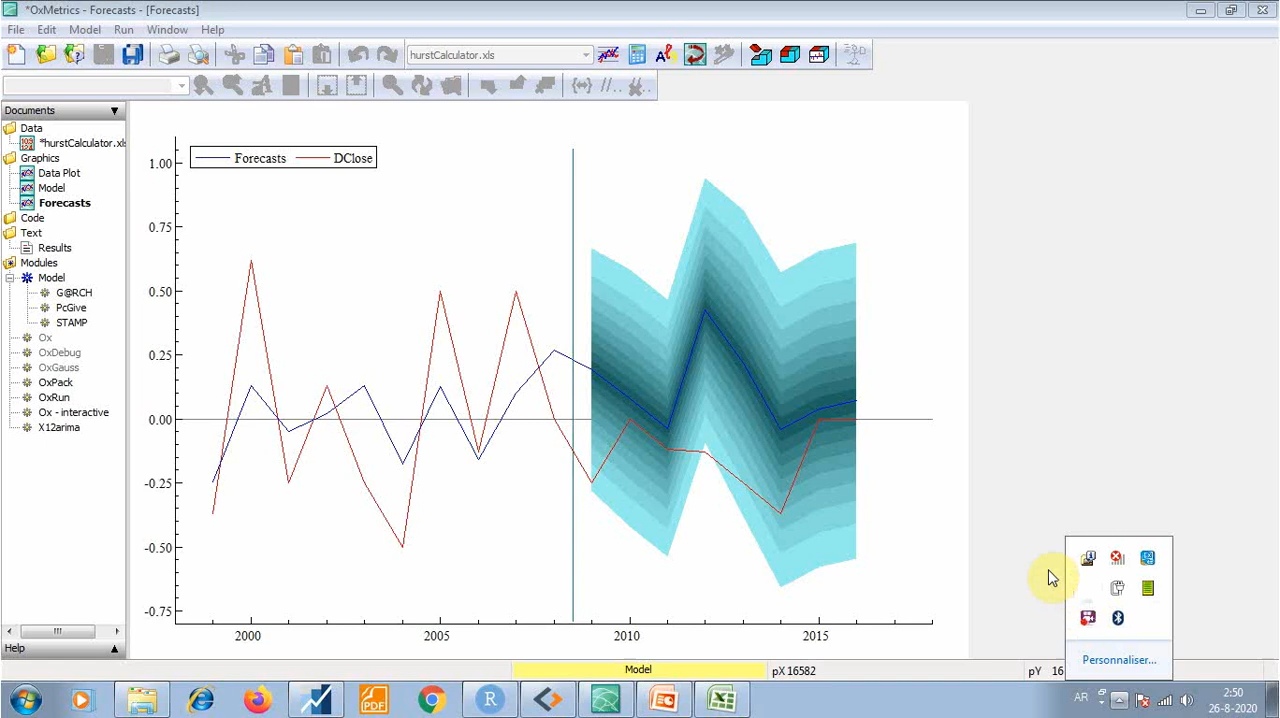 *OxMetrics - Forecasts - [Forecasts]
File Edit Model Run Window Help
hurstCalculator.xls
Documents
Data
*hurstCalculator.xls
Graphics
Data Plot
Model
Forecasts
Code
Text
Results
Modules
Model
G@RCH
PcGive
STAMP
Ox
OxDebug
OxGauss
OxPack
OxRun
Ox - interactive
X12arima
Help
Forecasts DClose
1.00
0.75
0.50
0.25
0.00
-0.25
-0.50
-0.75
2000 2005 2010 2015
Personnaliser...
Model pX 16582 pY 16
PDF R
AR 2:50
26-8-2020